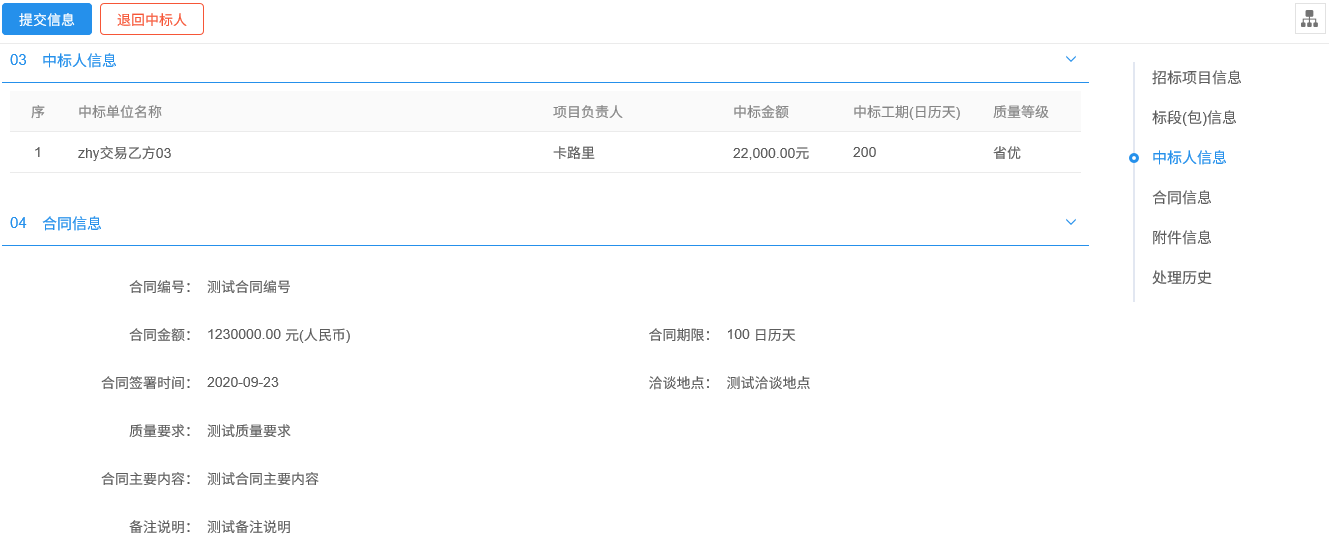 提交信息 退回中标人
03 中标人信息
序 中标单位名称 项目负责人 中标金额 中标工期(日历天) 质量等级
1 zhy交易乙方03 卡路里 22,000.00元 200 省优
04 合同信息
合同编号： 测试合同编号
合同金额： 1230000.00 元(人民币) 合同期限： 100 日历天
合同签署时间： 2020-09-23 洽谈地点： 测试洽谈地点
质量要求： 测试质量要求
合同主要内容： 测试合同主要内容
备注说明： 测试备注说明
招标项目信息
标段(包)信息
中标人信息
合同信息
附件信息
处理历史